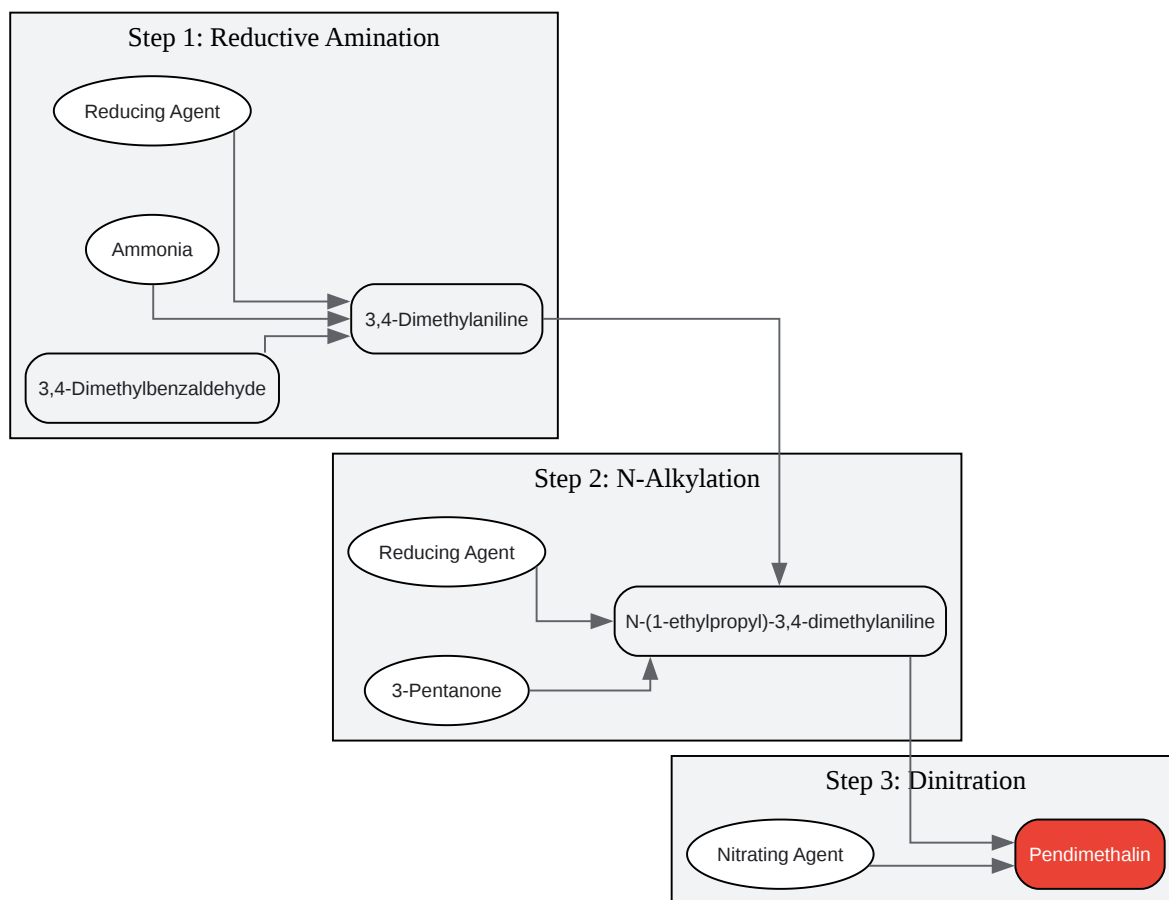 Step 1: Reductive Amination
Reducing Agent
Ammonia
3,4-Dimethylaniline
3,4-Dimethylbenzaldehyde
Step 2: N-Alkylation
Reducing Agent
N-(1-ethylpropyl)-3,4-dimethylaniline
3-Pentanone
Step 3: Dinitration
Nitrating Agent
Pendimethalin